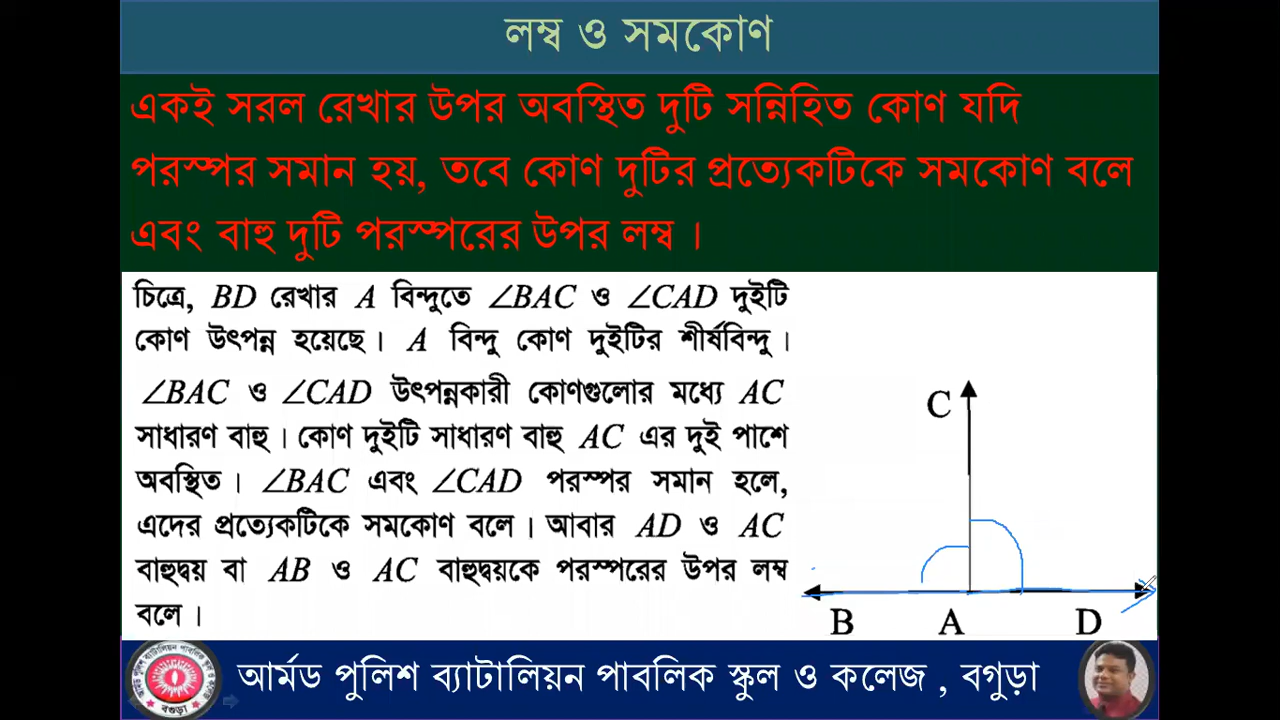 লম্ব ও সমকোণ
একই সরল রেখার উপর অবস্থিত দুটি সন্নিহিত কোণ যদি
পরস্পর সমান হয়, তবে কোণ দুটির প্রত্যেকটিকে সমকোণ বলে
এবং বাহু দুটি পরস্পরের উপর লম্ব ।
চিত্রে, BD রেখার A বিন্দুতে ∠BAC ও ∠CAD দুইটি
কোণ উৎপন্ন হয়েছে। A বিন্দু কোণ দুইটির শীর্ষবিন্দু।
∠BAC ও ∠CAD উৎপন্নকারী কোণগুলোর মধ্যে AC
সাধারণ বাহু। কোণ দুইটি সাধারণ বাহু AC এর দুই পাশে
অবস্থিত। ∠BAC এবং ∠CAD পরস্পর সমান হলে,
এদের প্রত্যেকটিকে সমকোণ বলে। আবার AD ও AC
বাহুদ্বয় বা AB ও AC বাহুদ্বয়কে পরস্পরের উপর লম্ব
বলে।
C
B A D
আর্মড পুলিশ ব্যাটালিয়ন পাবলিক স্কুল ও কলেজ , বগুড়া
বগুড়া